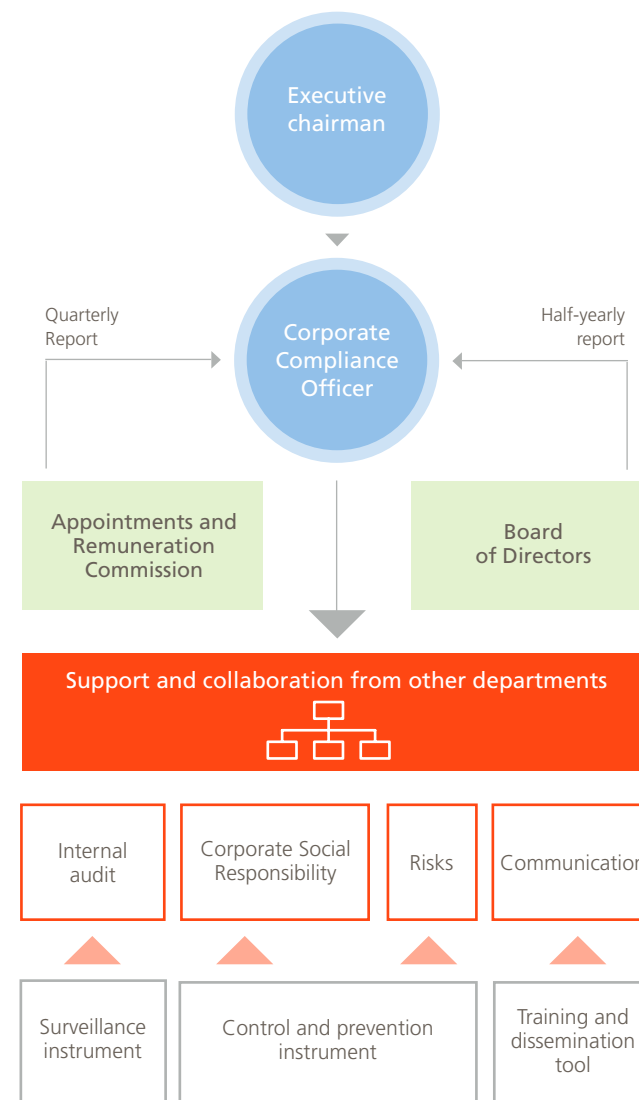 Executive
chairman
Quarterly
Report
Half-yearly
report
Corporate
Compliance
Officer
Appointments and
Remuneration
Commission
Board
of Directors
Support and collaboration from other departments
Internal
audit
Corporate Social
Responsibility
Risks
Communication
Surveillance
instrument
Control and prevention
instrument
Training and
dissemination
tool